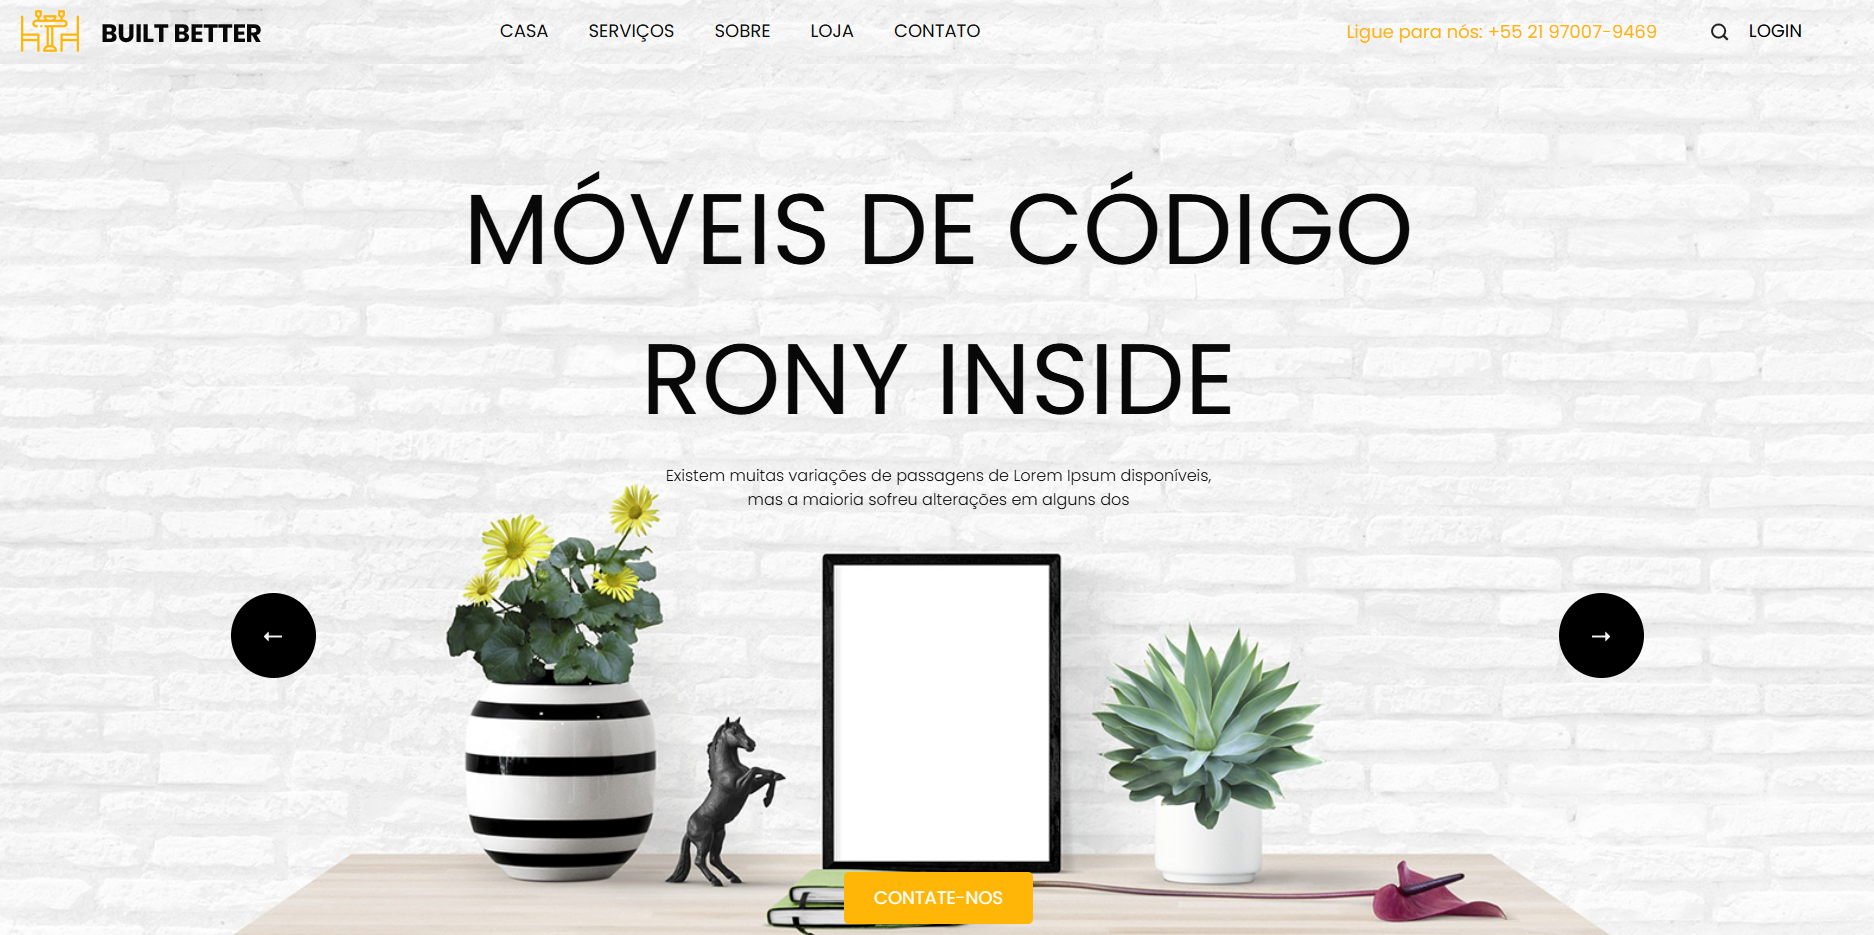 BUILT BETTER
CASA
SERVIÇOS
SOBRE
LOJA
CONTATO
Ligue para nós: +55 21 97007-9469
LOGIN
MÓVEIS DE CÓDIGO
RONY INSIDE
Existem muitas variações de passagens de Lorem Ipsum disponíveis,
mas a maioria sofreu alterações em alguns dos
CONTATE-NOS